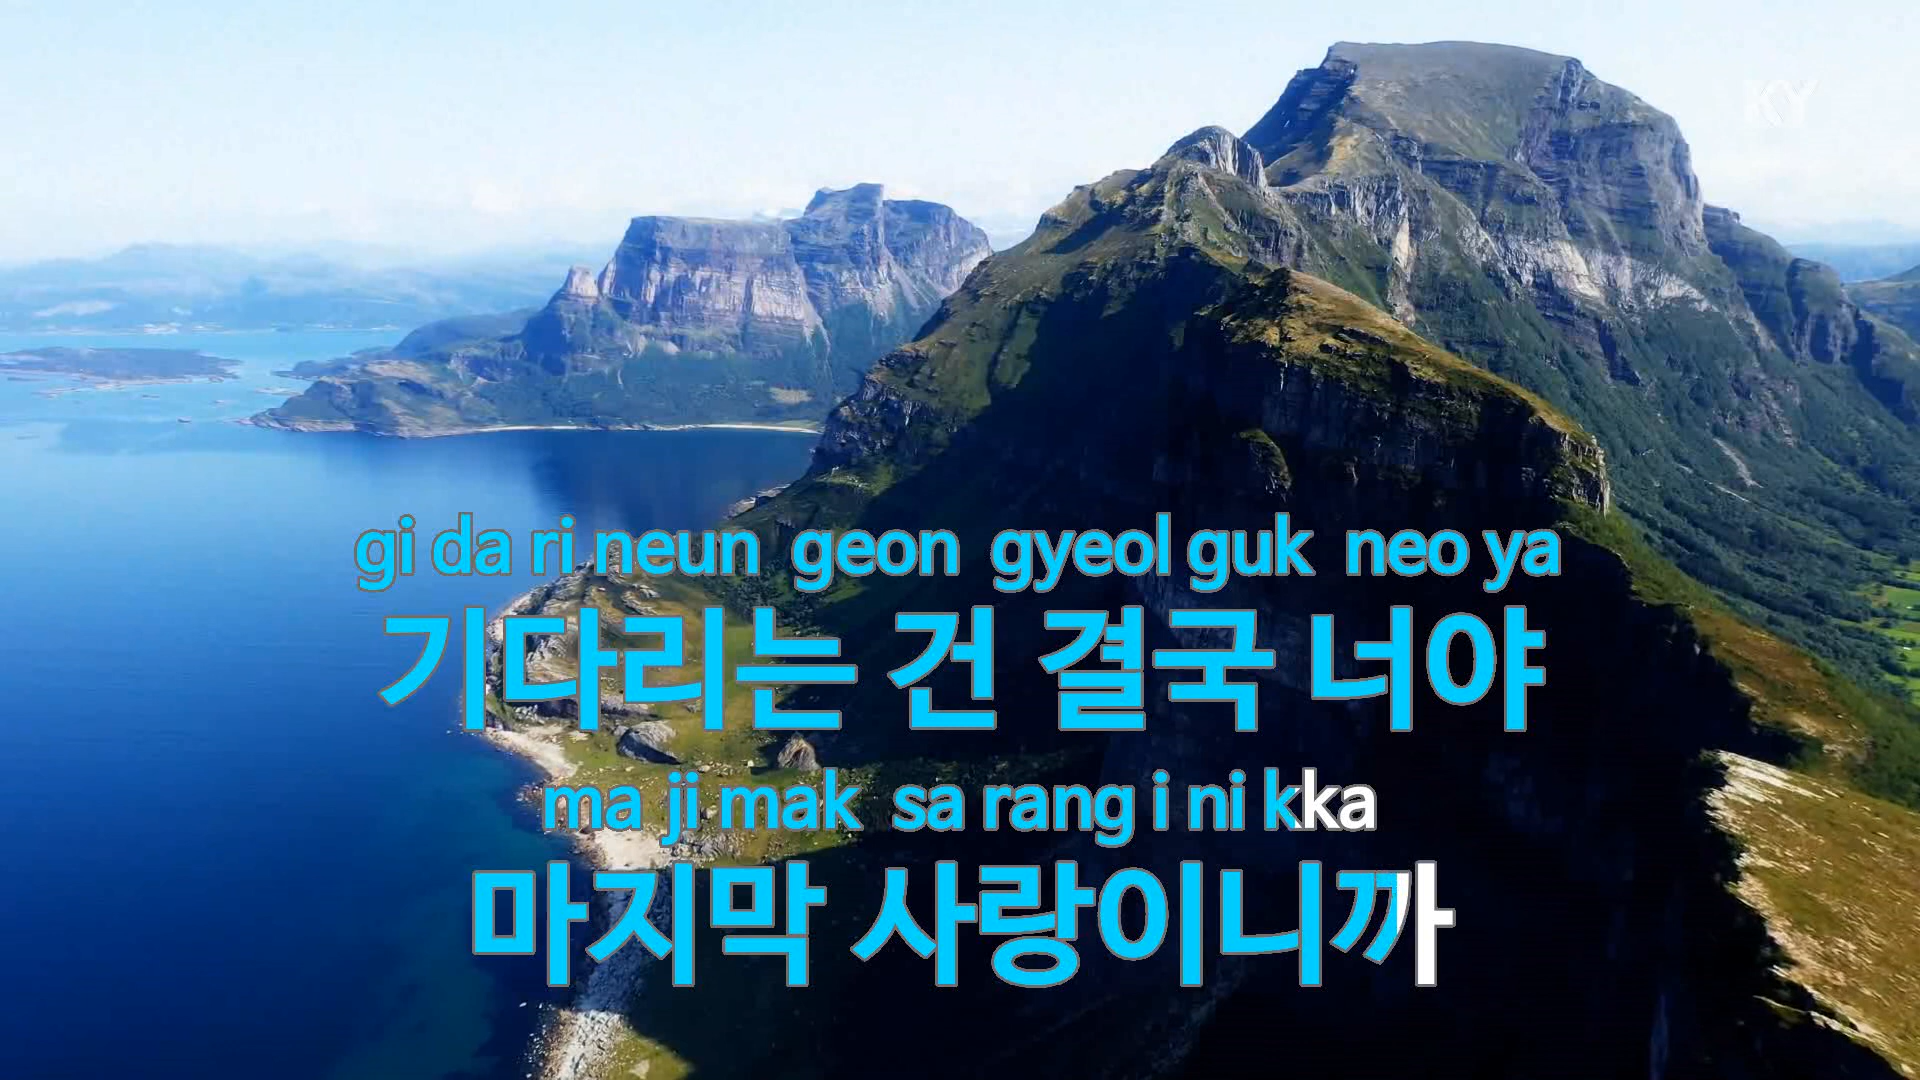 KY
gi da ri neun geon gyeol guk neo ya
기다리는 건 결국 너야
ma ji mak sa rang i ni kka
마지막 사랑이니까